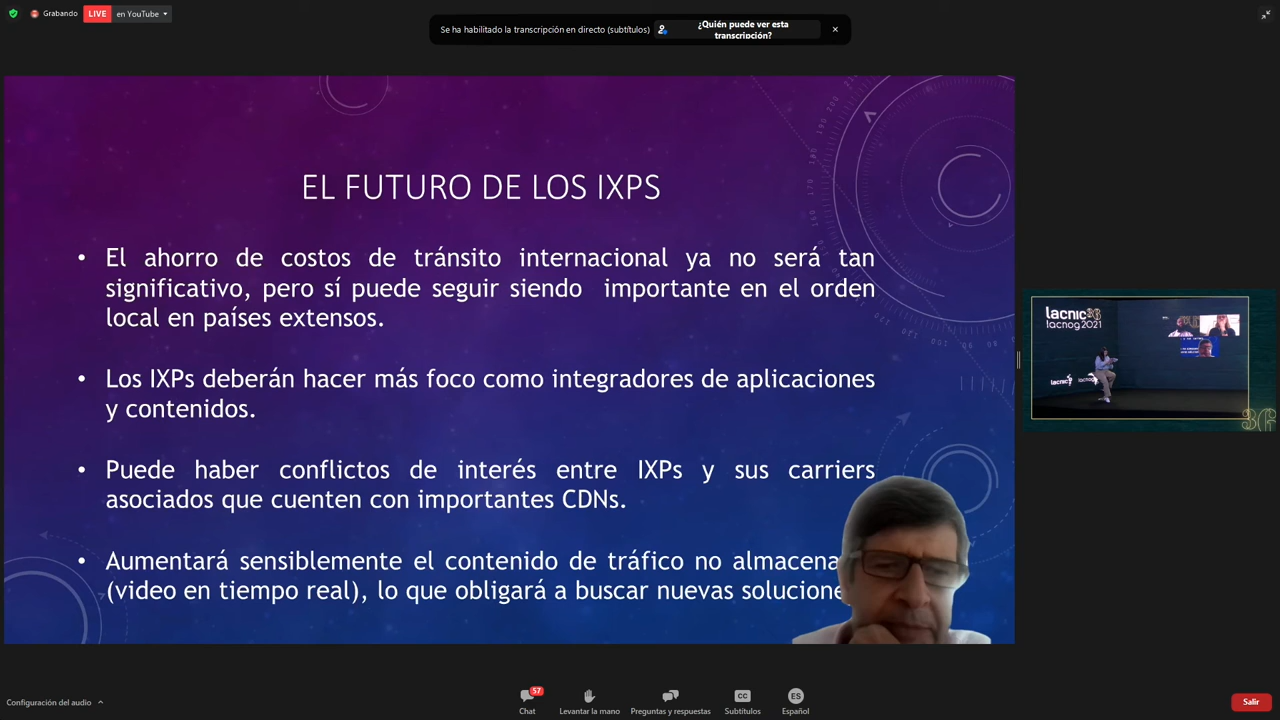 Grabando
LIVE en YouTube
Se ha habilitado la transcripción en directo (subtítulos)
¿Quién puede ver esta
transcripción?
EL FUTURO DE LOS IXPS
• El ahorro de costos de tránsito internacional ya no será tan
significativo, pero sí puede seguir siendo importante en el orden
local en países extensos.
• Los IXPs deberán hacer más foco como integradores de aplicaciones
y contenidos.
• Puede haber conflictos de interés entre IXPs y sus carriers
asociados que cuenten con importantes CDNs.
• Aumentará sensiblemente el contenido de tráfico no almacena
(video en tiempo real), lo que obligará a buscar nuevas solucione
lacnic36
lacnog2021
lacnic
36
Configuración del audio
57
Chat
Levantar la mano
Preguntas y respuestas
CC
Subtítulos
ES
Español
Salir